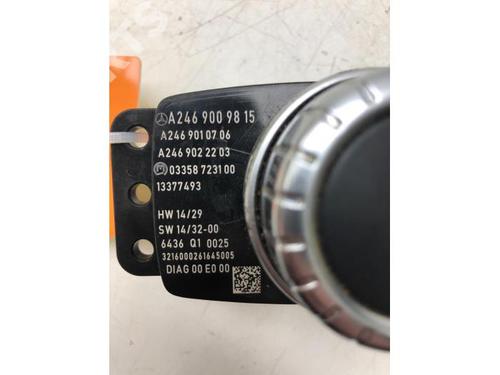 A246 900 98 15
A246 901 07 06
A246 902 22 03
03358 7231 00
13377493
HW 14/29
SW 14/32-00
6436 Q1 0025
3216000261645005
DIAG 00 E0 00